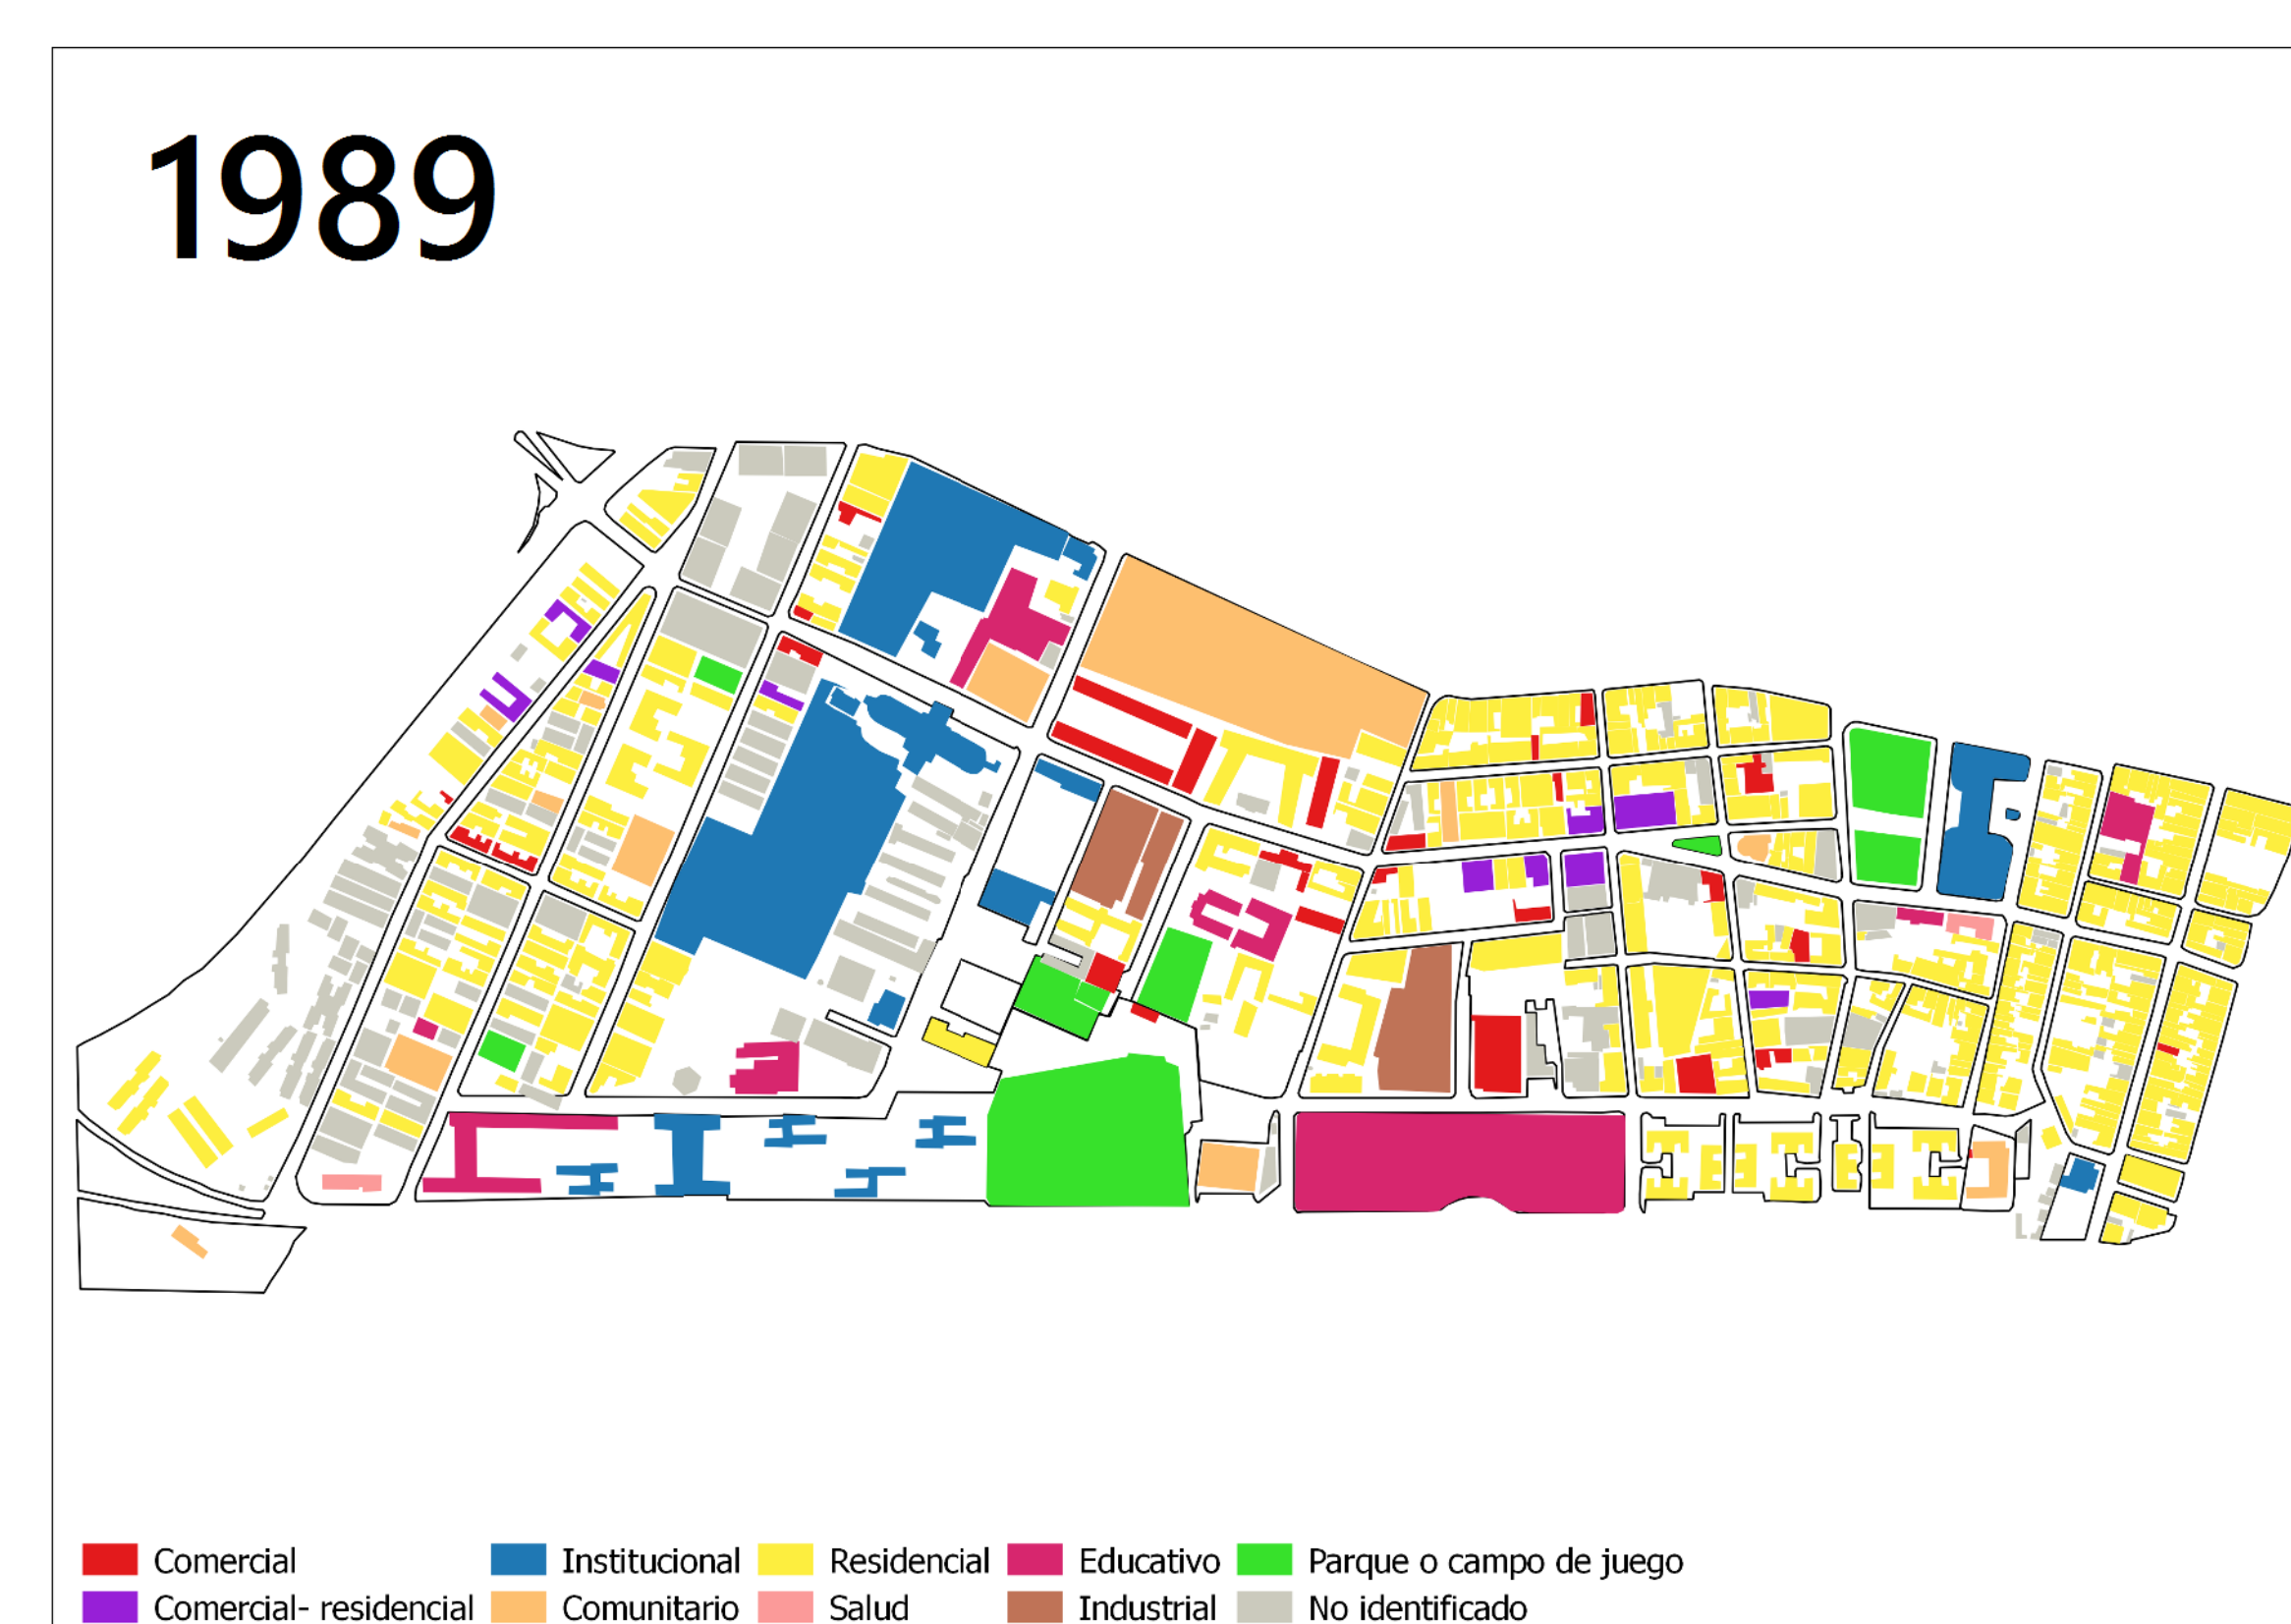 1989
Comercial Institucional Residencial Educativo Parque o campo de juego
Comercial- residencial Comunitario Salud Industrial No identificado